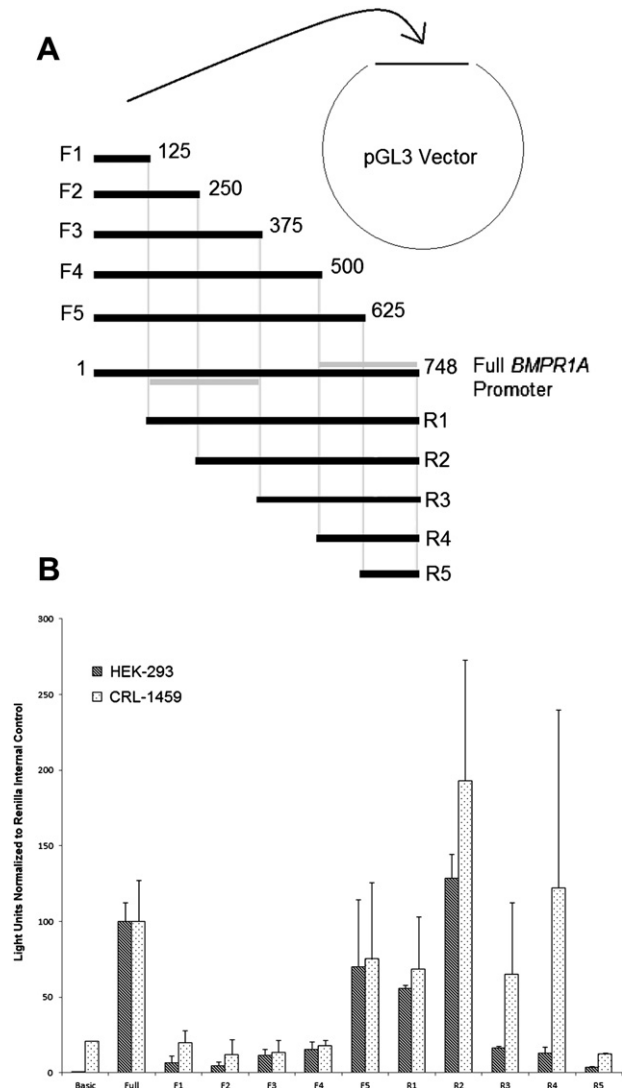 A
pGL3 Vector
F1 125
F2 250
F3 375
F4 500
F5 625
1 748 Full BMPR1A
Promoter
R1
R2
R3
R4
R5
B
300
250
200
150
100
50
0
Light Units Normalized to Renilla Internal Control
HEK-293
CRL-1459
Basic Full F1 F2 F3 F4 F5 R1 R2 R3 R4 R5